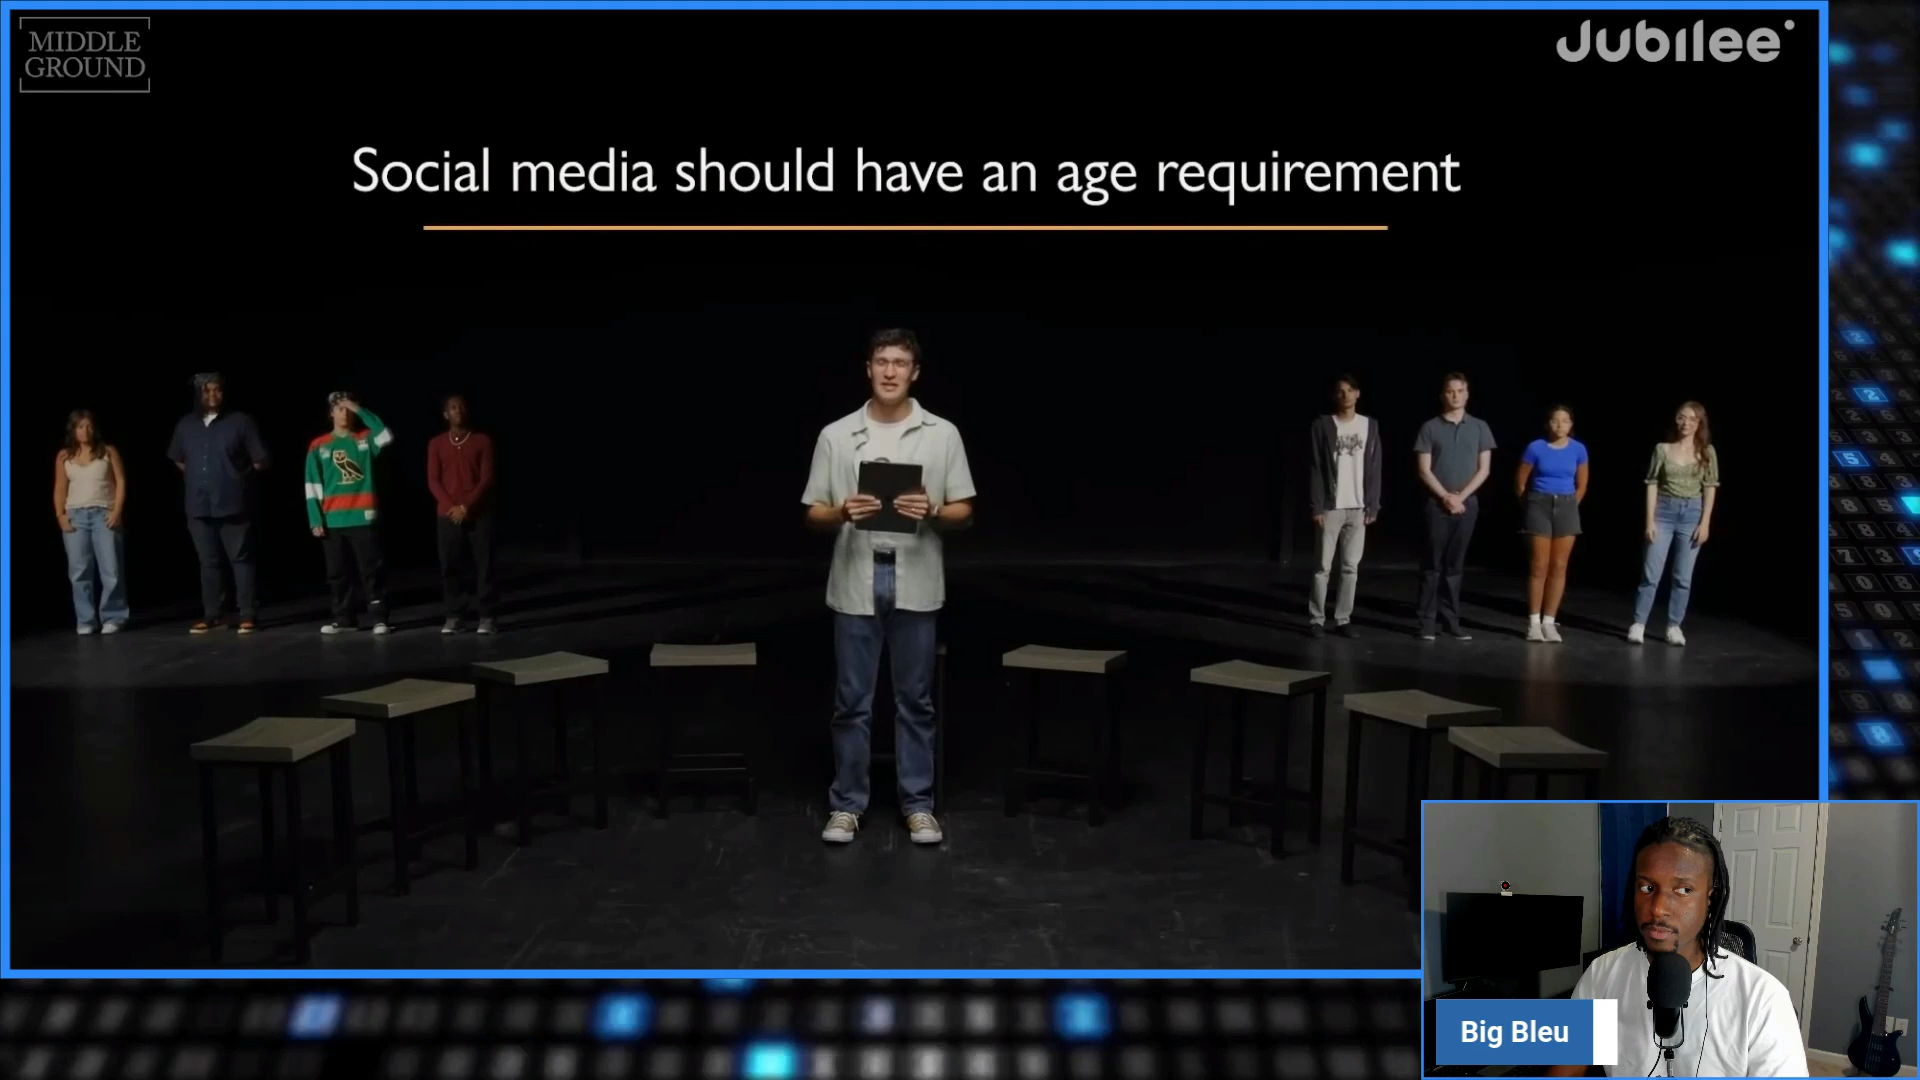 MIDDLE
GROUND
Jubilee
Social media should have an age requirement
Big Bleu